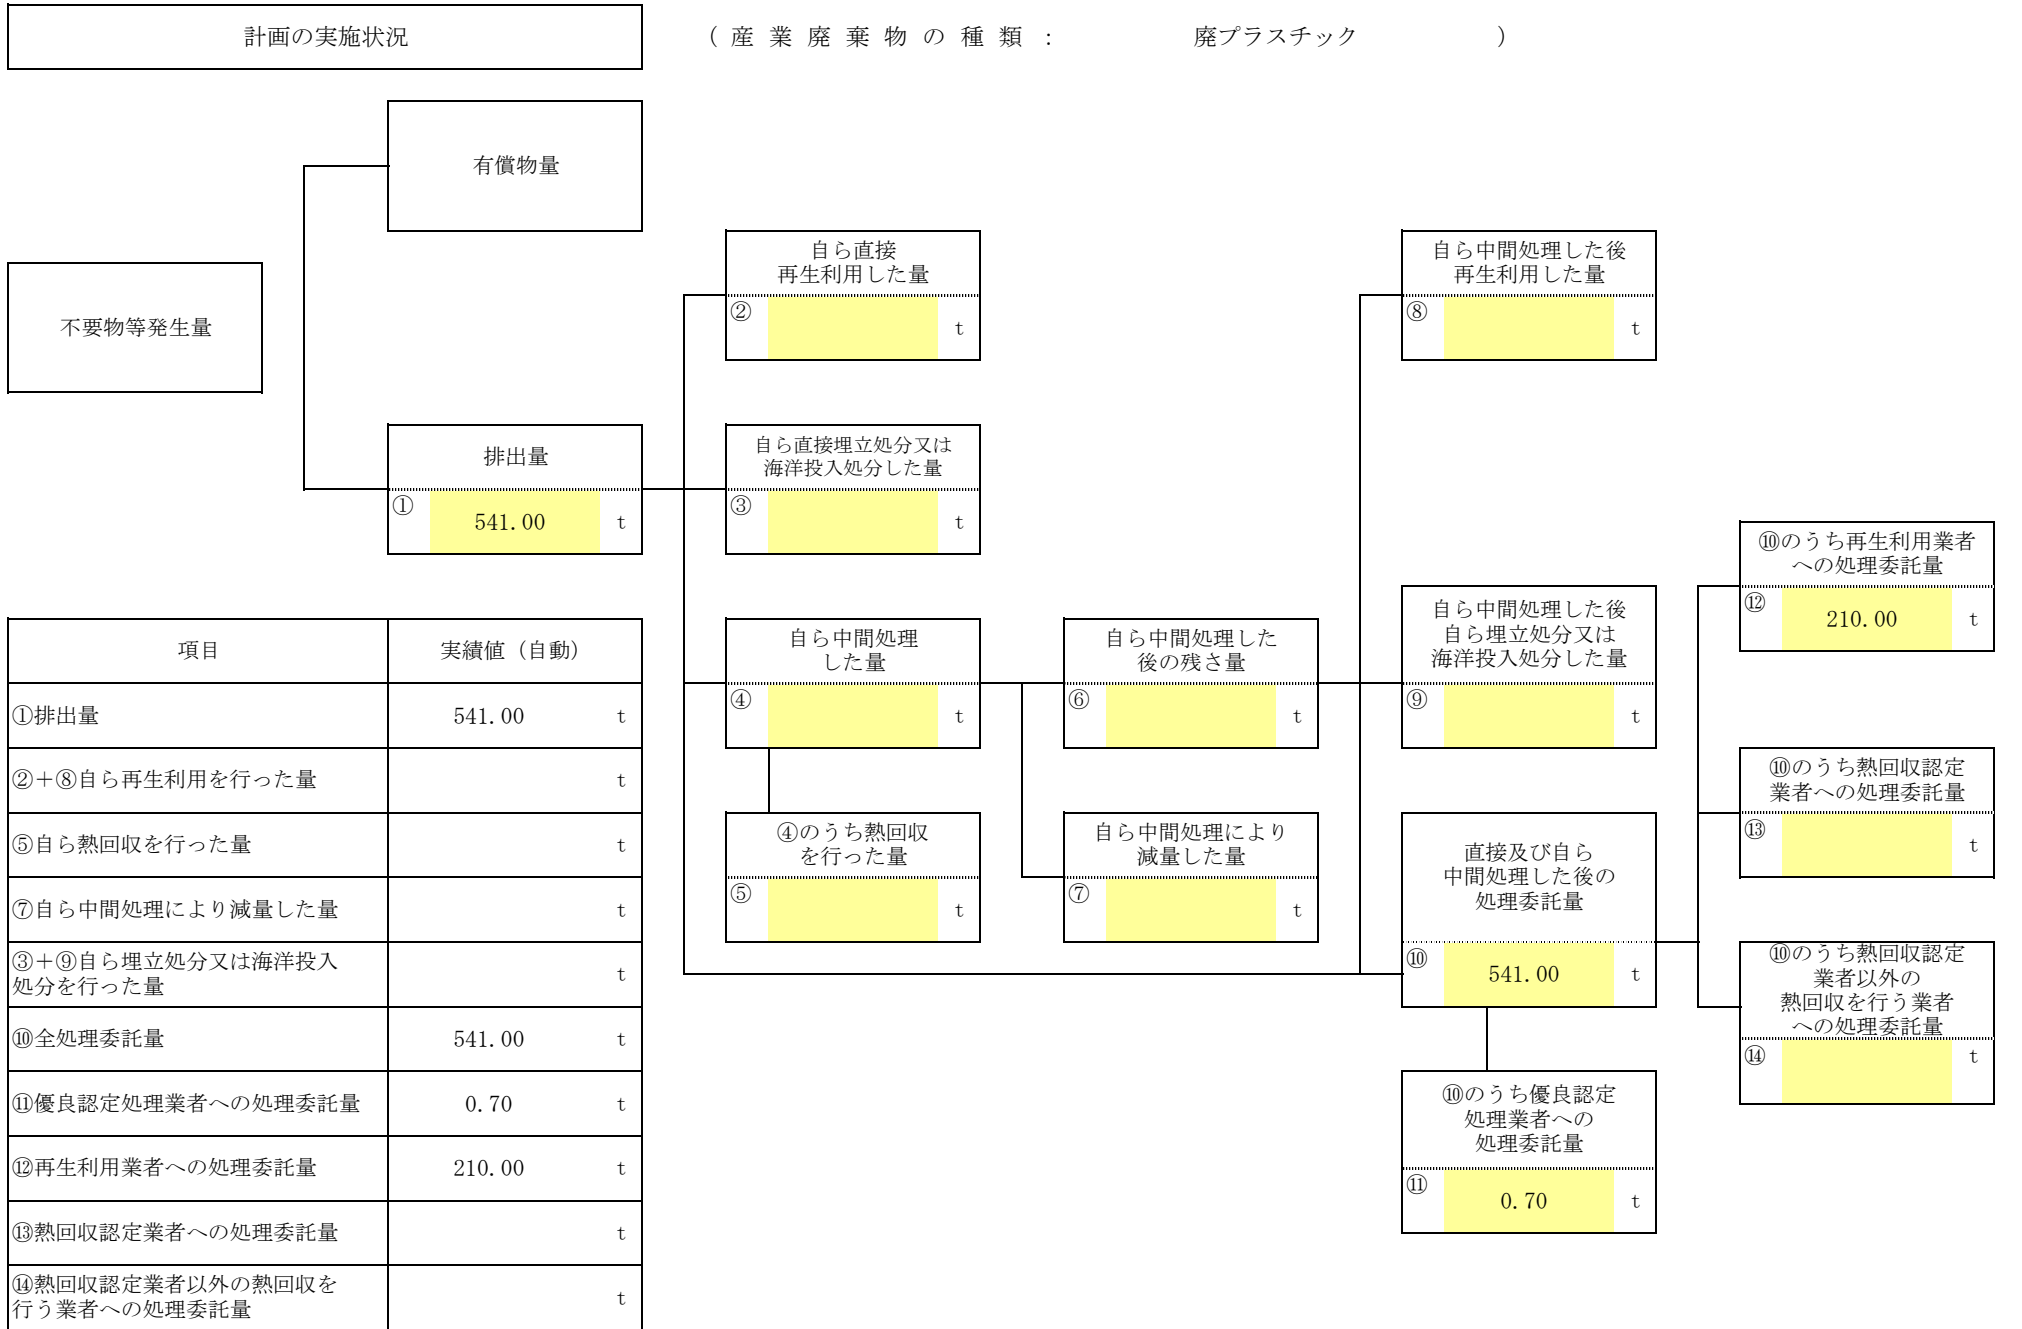 計画の実施状況
（産業廃棄物の種類： 廃プラスチック ）
有償物量
不要物等発生量
排出量
① 541.00 t
自ら直接
再生利用した量
② t
自ら直接埋立処分又は
海洋投入処分した量
③ t
自ら中間処理
した量
④ t
④のうち熱回収
を行った量
⑤ t
自ら中間処理した
後の残さ量
⑥ t
自ら中間処理により
減量した量
⑦ t
自ら中間処理した後
再生利用した量
⑧ t
自ら中間処理した後
自ら埋立処分又は
海洋投入処分した量
⑨ t
直接及び自ら
中間処理した後の
処理委託量
⑩ 541.00 t
⑩のうち優良認定
処理業者への
処理委託量
⑪ 0.70 t
⑩のうち再生利用業者
への処理委託量
⑫ 210.00 t
⑩のうち熱回収認定
業者への処理委託量
⑬ t
⑩のうち熱回収認定
業者以外の
熱回収を行う業者
への処理委託量
⑭ t
項目 実績値（自動）
①排出量 541.00 t
②＋⑧自ら再生利用を行った量 t
⑤自ら熱回収を行った量 t
⑦自ら中間処理により減量した量 t
③＋⑨自ら埋立処分又は海洋投入
処分を行った量 t
⑩全処理委託量 541.00 t
⑪優良認定処理業者への処理委託量 0.70 t
⑫再生利用業者への処理委託量 210.00 t
⑬熱回収認定業者への処理委託量 t
⑭熱回収認定業者以外の熱回収を
行う業者への処理委託量 t